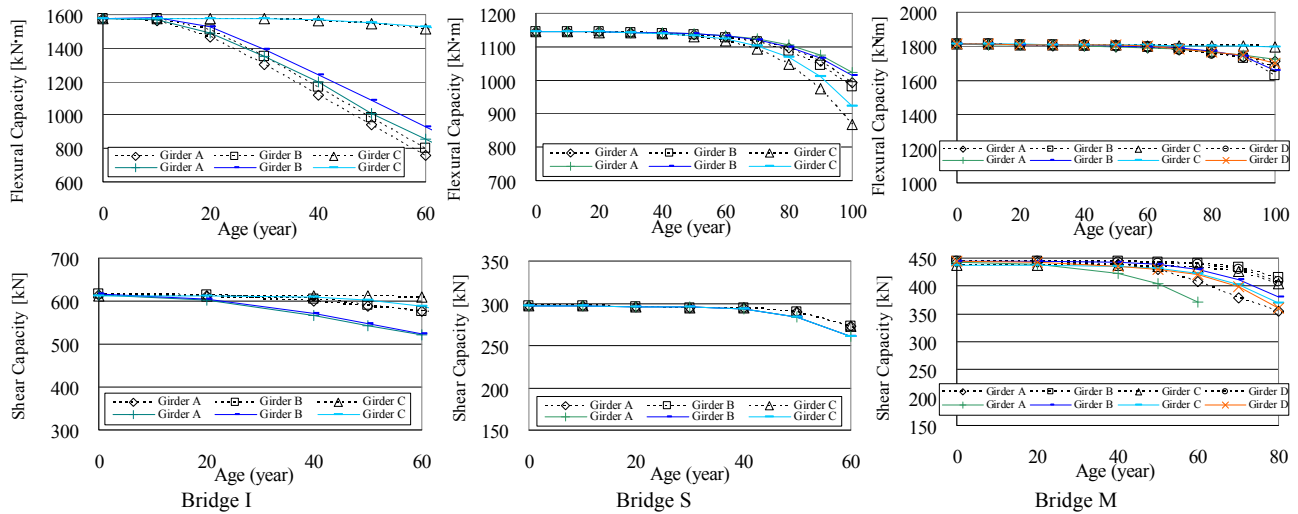 Flexural Capacity [kN·m]
1600
1400
1200
1000
800
600
Girder A Girder B Girder C
Girder A Girder B Girder C
0 20 40 60
Age (year)
Flexural Capacity [kN·m]
1200
1100
1000
900
800
700
Girder A Girder B Girder C
Girder A Girder B Girder C
0 20 40 60 80 100
Age (year)
Flexural Capacity [kNm]
2000
1800
1600
1400
1200
1000
Girder A Girder B Girder C Girder D
Girder A Girder B Girder C Girder D
0 20 40 60 80 100
Age (year)
Shear Capacity [kN]
700
600
500
400
300
Girder A Girder B Girder C
Girder A Girder B Girder C
0 20 40 60
Age (year)
Bridge I
Shear Capacity [kN]
350
300
250
200
150
Girder A Girder B Girder C
Girder A Girder B Girder C
0 20 40 60
Age (year)
Bridge S
Shear Capacity [kN]
450
350
200
150
Girder A Girder B Girder C Girder D
Girder A Girder B Girder C Girder D
0 20 40 60 80
Age (year)
Bridge M